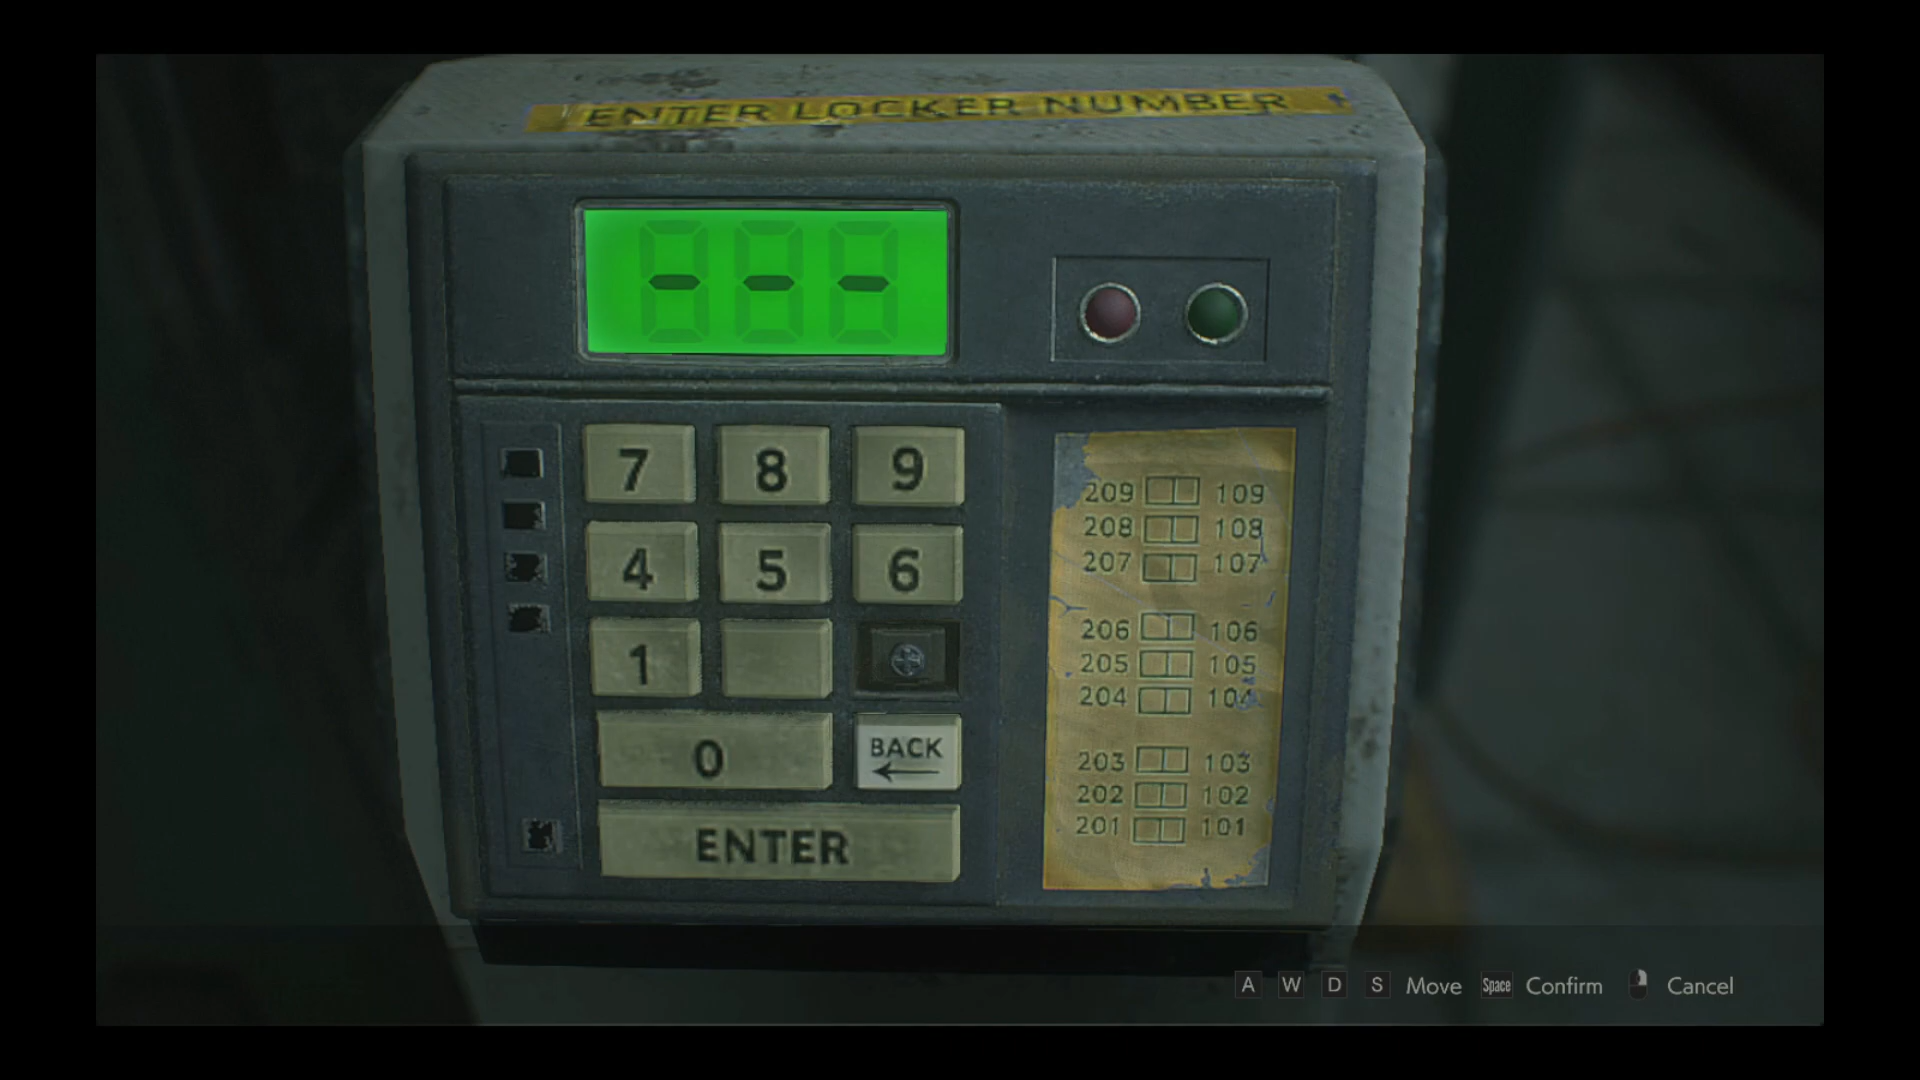 ENTER LOCKER NUMBER
- - -
7 8 9
4 5 6
1
0 BACK
ENTER
209 109
208 108
207 107
206 106
205 105
204 104
203 103
202 102
201 101
A W D S Move Space Confirm Cancel